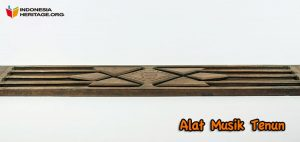 INDONESIA
HERITAGE.ORG
Alat Musik Tenun